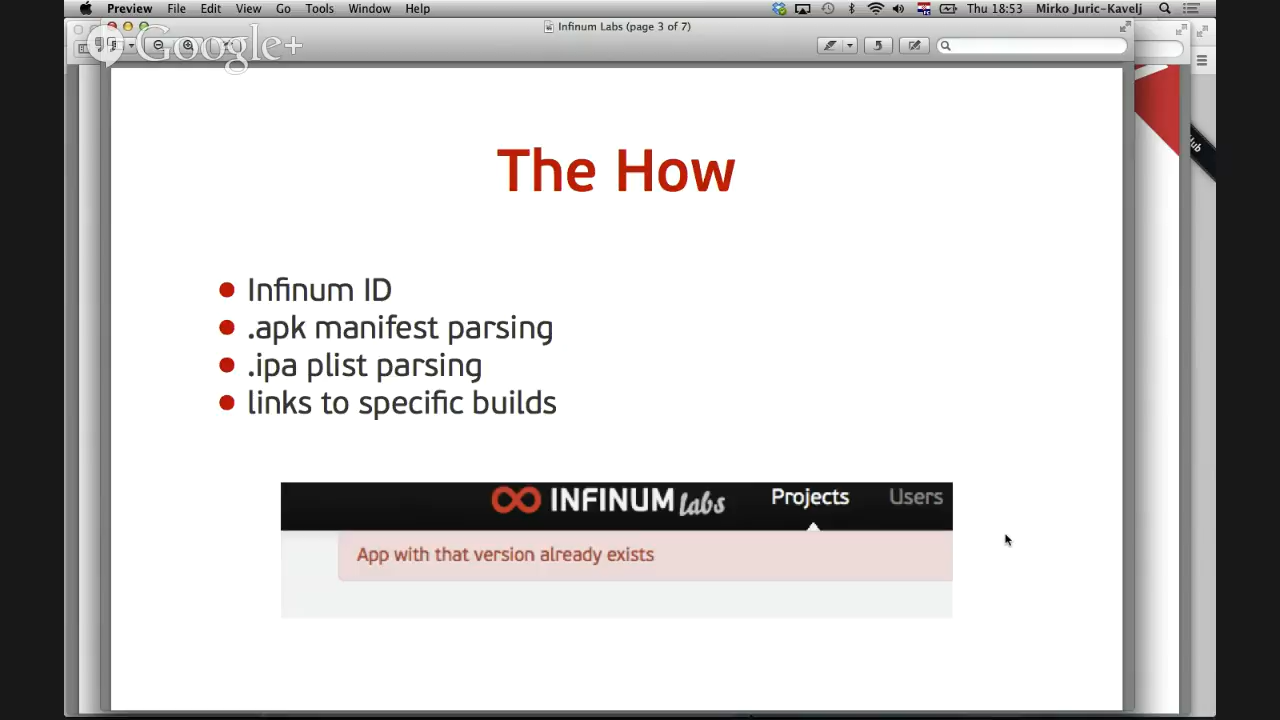 Preview File Edit View Go Tools Window Help Thu 18:53 Mirko Juric-Kavelj
Infinum Labs (page 3 of 7)
Google+
The How
Infinum ID
.apk manifest parsing
.ipa plist parsing
links to specific builds
INFINUM labs Projects Users
App with that version already exists